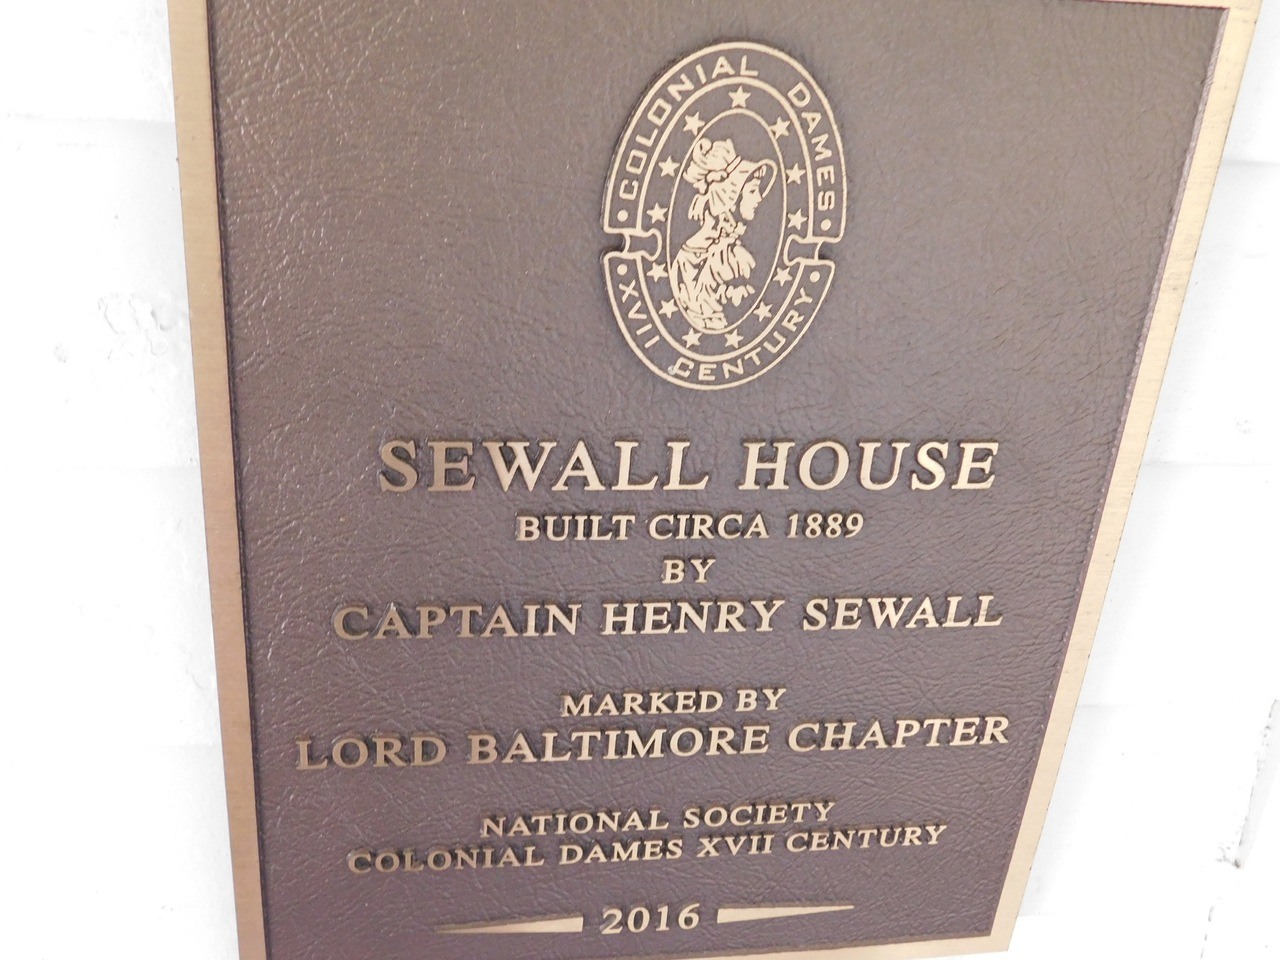 COLONIAL DAMES
XVII CENTURY
SEWALL HOUSE
BUILT CIRCA 1889
BY
CAPTAIN HENRY SEWALL
MARKED BY
LORD BALTIMORE CHAPTER
NATIONAL SOCIETY
COLONIAL DAMES XVII CENTURY
2016